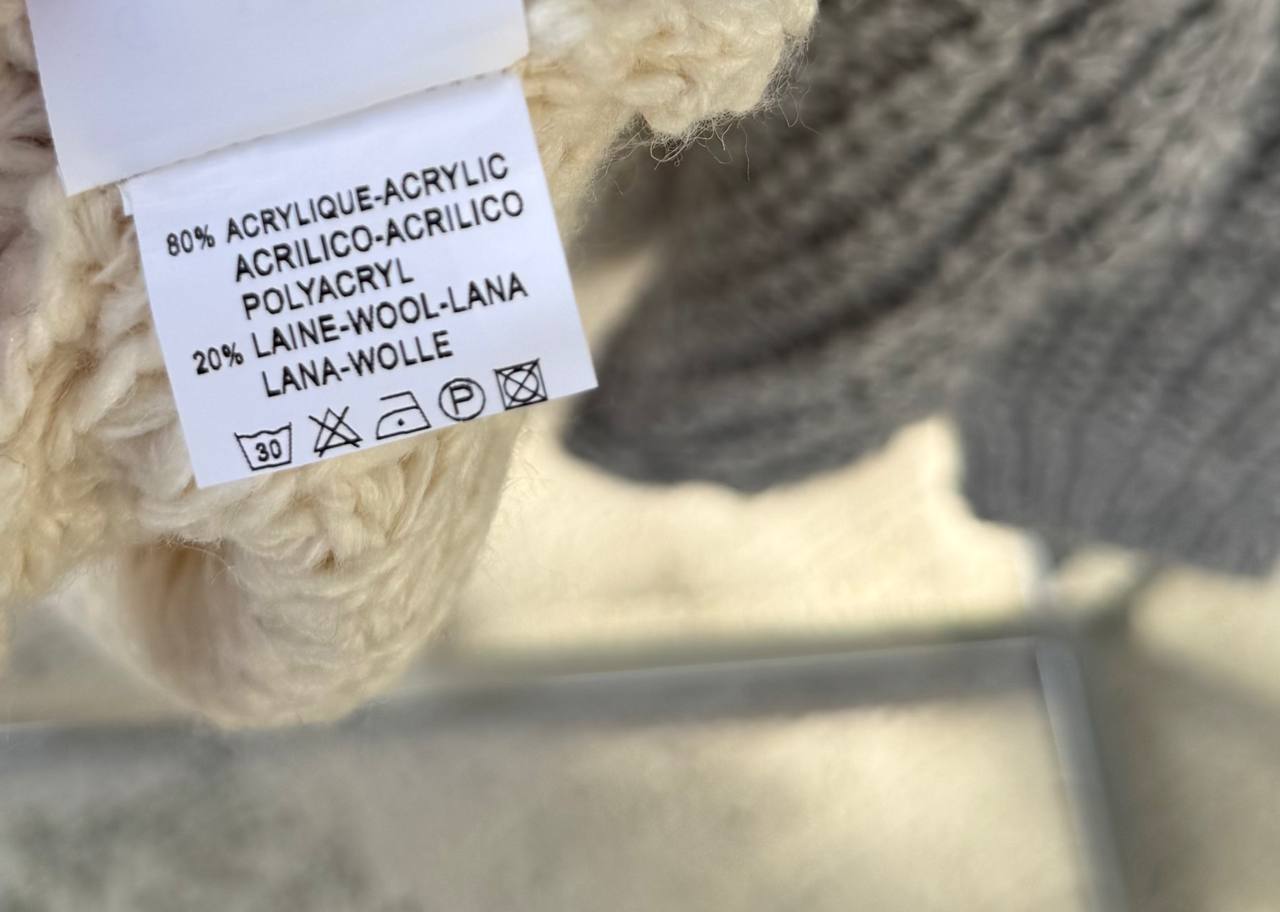 80% ACRYLIQUE-ACRYLIC
ACRILICO-ACRILICO
POLYACRYL
20% LAINE-WOOL-LANA
LANA-WOLLE
30 P